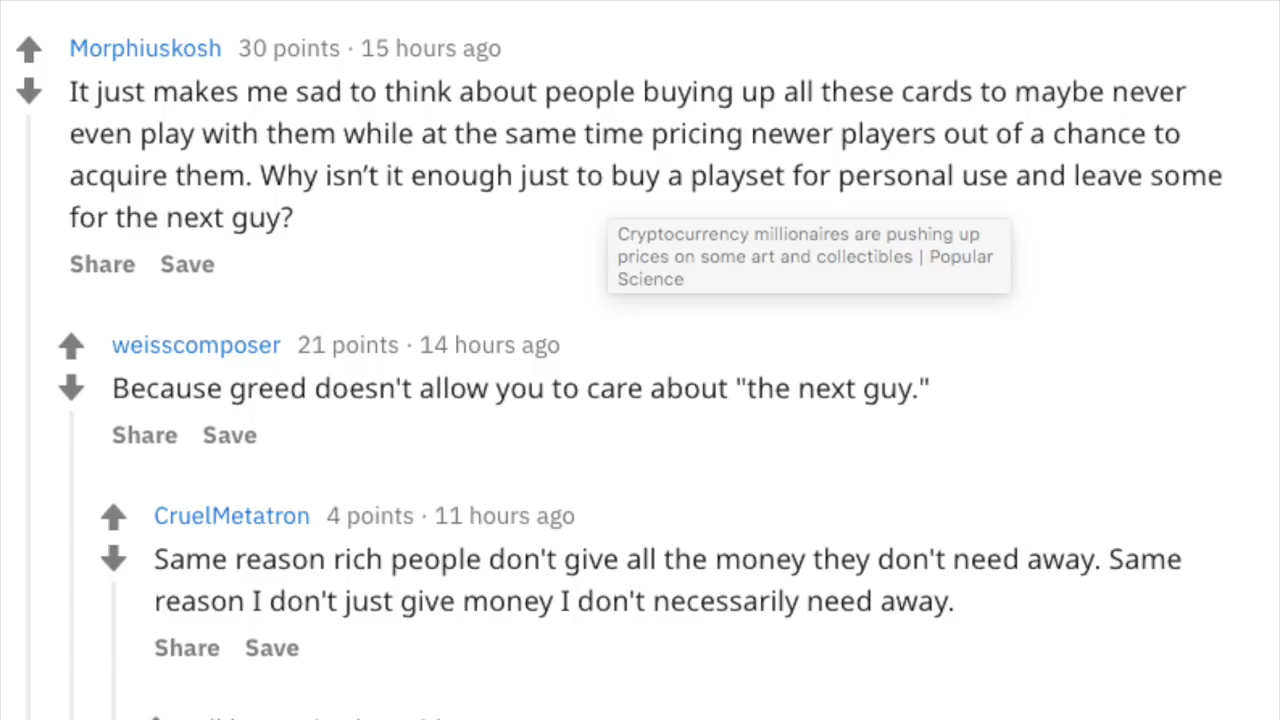 Morphiuskosh 30 points · 15 hours ago
It just makes me sad to think about people buying up all these cards to maybe never
even play with them while at the same time pricing newer players out of a chance to
acquire them. Why isn’t it enough just to buy a playset for personal use and leave some
for the next guy?
Share Save
Cryptocurrency millionaires are pushing up
prices on some art and collectibles | Popular
Science
weisscomposer 21 points · 14 hours ago
Because greed doesn't allow you to care about "the next guy."
Share Save
CruelMetatron 4 points · 11 hours ago
Same reason rich people don't give all the money they don't need away. Same
reason I don't just give money I don't necessarily need away.
Share Save